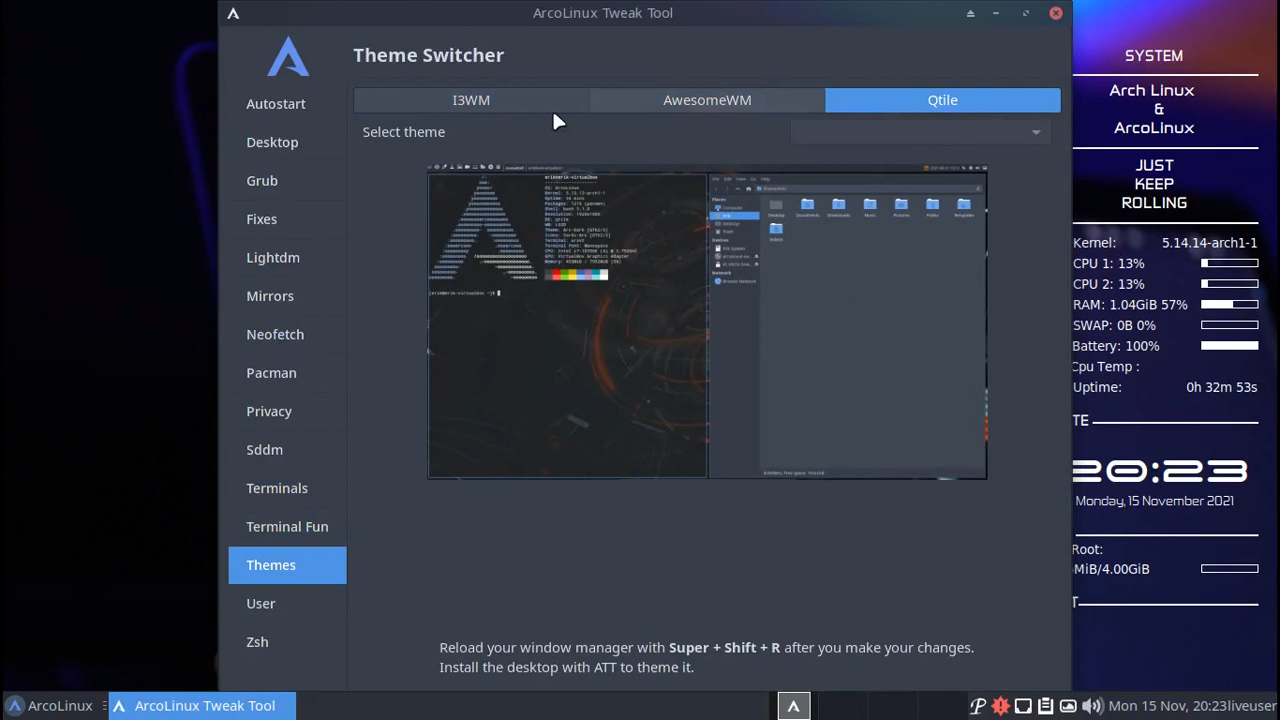 ArcoLinux Tweak Tool
Theme Switcher
Autostart
Desktop
Grub
Fixes
Lightdm
Mirrors
Neofetch
Pacman
Privacy
Sddm
Terminals
Terminal Fun
Themes
User
Zsh
I3WM
AwesomeWM
Qtile
Select theme
Reload your window manager with Super + Shift + R after you make your changes.
Install the desktop with ATT to theme it.
SYSTEM
Arch Linux
&
ArcoLinux
JUST
KEEP
ROLLING
Kernel: 5.14.14-arch1-1
CPU 1: 13%
CPU 2: 13%
RAM: 1.04GiB 57%
SWAP: 0B 0%
Battery: 100%
Cpu Temp :
Uptime: 0h 32m 53s
TE
20:23
Monday, 15 November 2021
Root:
MiB/4.00GiB
T
ArcoLinux
ArcoLinux Tweak Tool
Mon 15 Nov, 20:23liveuser